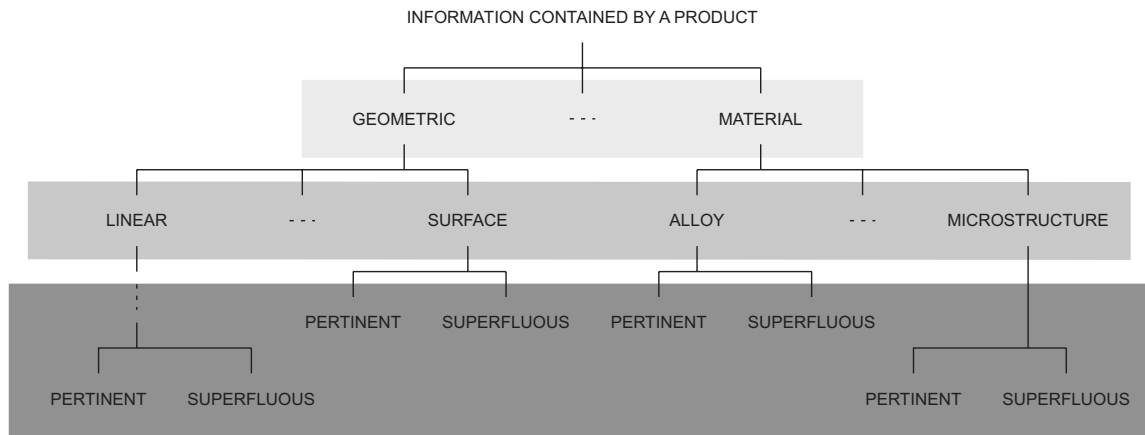 INFORMATION CONTAINED BY A PRODUCT
GEOMETRIC - - - MATERIAL
LINEAR - - - SURFACE ALLOY - - - MICROSTRUCTURE
PERTINENT SUPERFLUOUS PERTINENT SUPERFLUOUS
PERTINENT SUPERFLUOUS PERTINENT SUPERFLUOUS